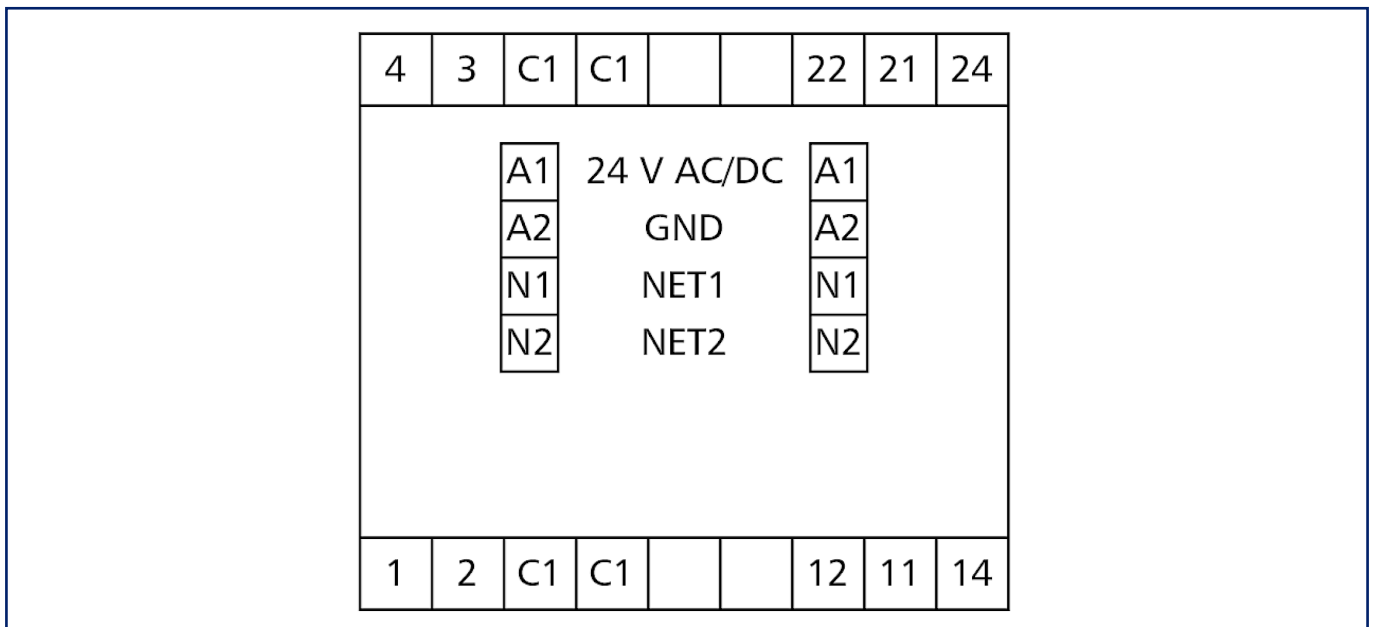 4 3 C1 C1 22 21 24
A1 24 V AC/DC A1
A2 GND A2
N1 NET1 N1
N2 NET2 N2
1 2 C1 C1 12 11 14